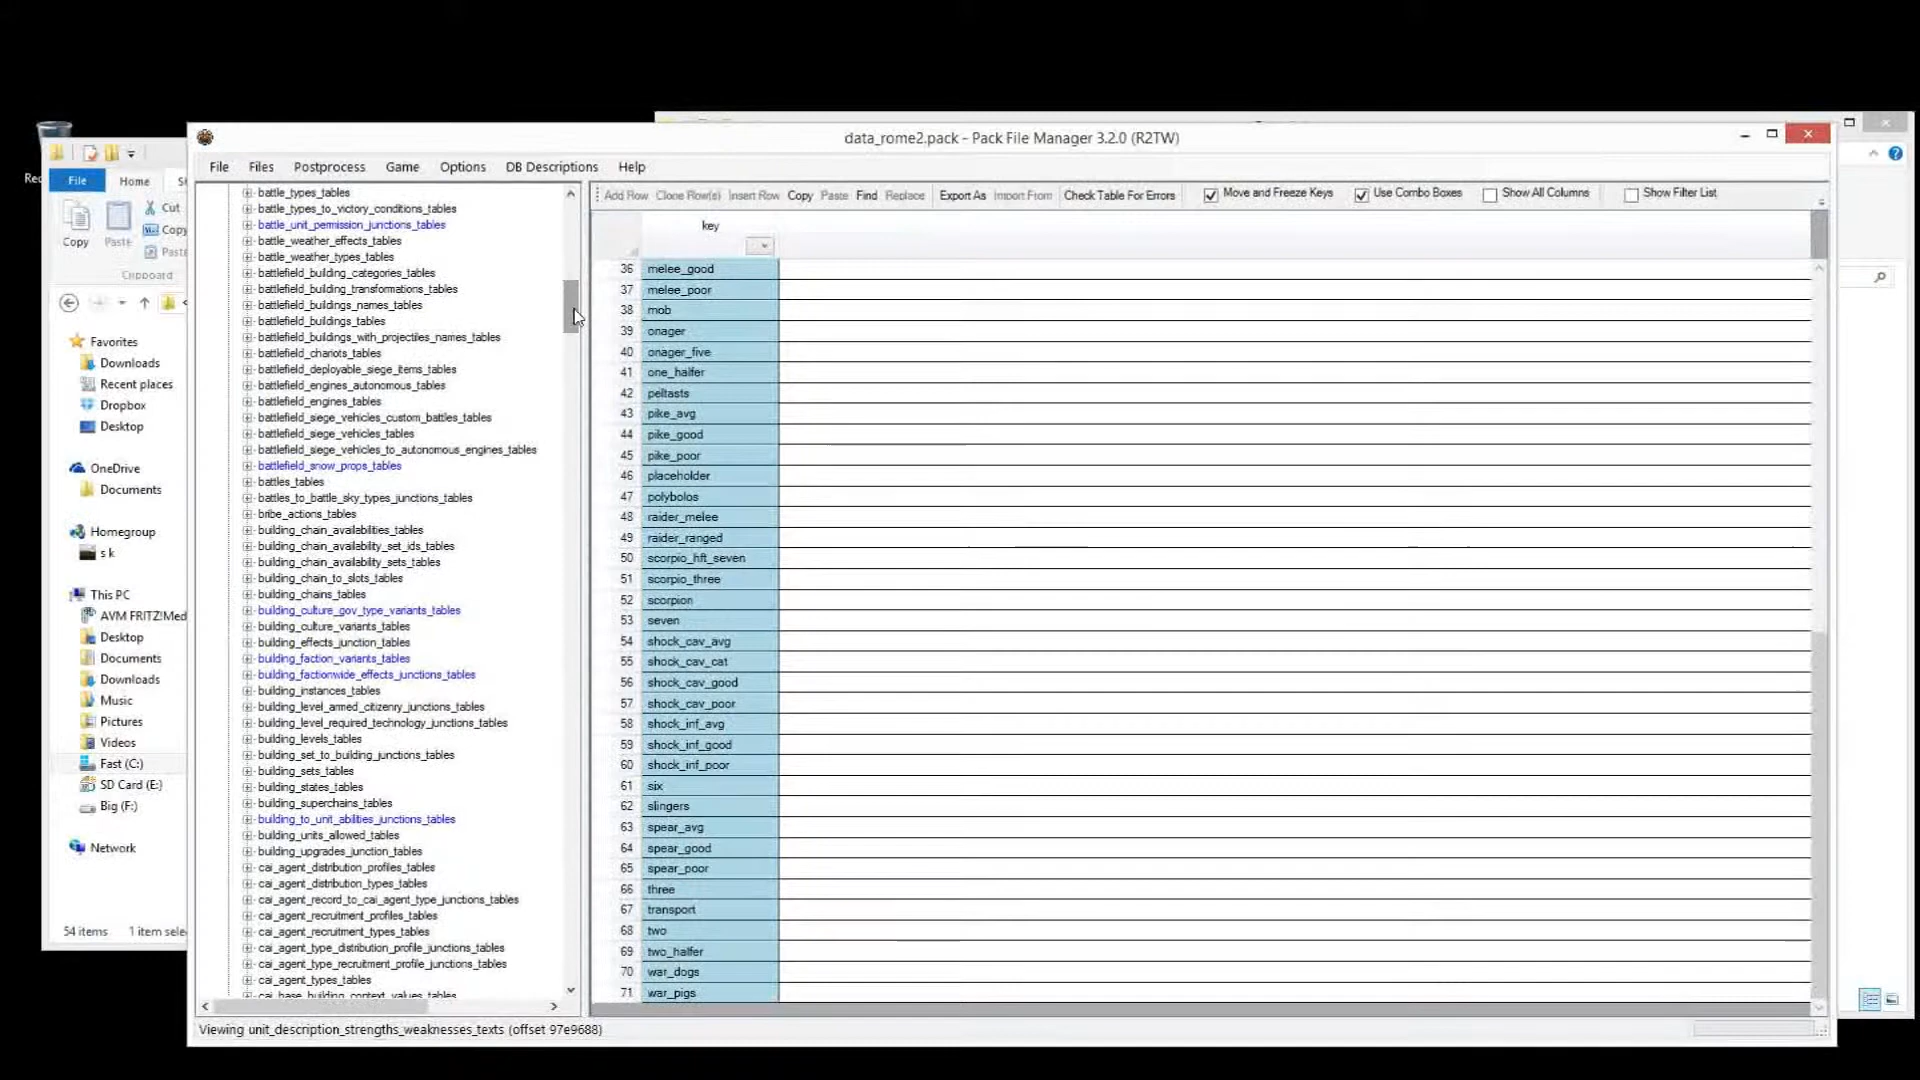 data_rome2.pack - Pack File Manager 3.2.0 (R2TW)
File Files Postprocess Game Options DB Descriptions Help
Add Row Clone Row(s) Insert Row Copy Paste Find Replace Export As Import From Check Table For Errors Move and Freeze Keys Use Combo Boxes Show All Columns Show Filter List
File Home
Cut
Copy
Copy
Paste
Paste
Clipboard
Favorites
Downloads
Recent places
Dropbox
Desktop
OneDrive
Documents
Homegroup
s k
This PC
AVM FRITZ!Med
Desktop
Documents
Downloads
Music
Pictures
Videos
Fast (C:)
SD Card (E:)
Big (F:)
Network
54 items 1 item sele
battle_types_tables
battle_types_to_victory_conditions_tables
battle_unit_permission_junctions_tables
battle_weather_effects_tables
battle_weather_types_tables
battlefield_building_categories_tables
battlefield_building_transformations_tables
battlefield_buildings_names_tables
battlefield_buildings_tables
battlefield_buildings_with_projectiles_names_tables
battlefield_chariots_tables
battlefield_deployable_siege_items_tables
battlefield_engines_autonomous_tables
battlefield_engines_tables
battlefield_siege_vehicles_custom_battles_tables
battlefield_siege_vehicles_tables
battlefield_siege_vehicles_to_autonomous_engines_tables
battlefield_snow_props_tables
battles_tables
battles_to_battle_sky_types_junctions_tables
bribe_actions_tables
building_chain_availabilities_tables
building_chain_availability_set_ids_tables
building_chain_availability_sets_tables
building_chain_to_slots_tables
building_chains_tables
building_culture_gov_type_variants_tables
building_culture_variants_tables
building_effects_junction_tables
building_faction_variants_tables
building_factionwide_effects_junctions_tables
building_instances_tables
building_level_armed_citizenry_junctions_tables
building_level_required_technology_junctions_tables
building_levels_tables
building_set_to_building_junctions_tables
building_sets_tables
building_states_tables
building_superchains_tables
building_to_unit_abilities_junctions_tables
building_units_allowed_tables
building_upgrades_junction_tables
cai_agent_distribution_profiles_tables
cai_agent_distribution_types_tables
cai_agent_record_to_cai_agent_type_junctions_tables
cai_agent_recruitment_profiles_tables
cai_agent_recruitment_types_tables
cai_agent_type_distribution_profile_junctions_tables
cai_agent_type_recruitment_profile_junctions_tables
cai_agent_types_tables
cai_base_building_context_values_tables
key
36 melee_good
37 melee_poor
38 mob
39 onager
40 onager_five
41 one_halfer
42 peltasts
43 pike_avg
44 pike_good
45 pike_poor
46 placeholder
47 polybolos
48 raider_melee
49 raider_ranged
50 scorpio_hft_seven
51 scorpio_three
52 scorpion
53 seven
54 shock_cav_avg
55 shock_cav_cat
56 shock_cav_good
57 shock_cav_poor
58 shock_inf_avg
59 shock_inf_good
60 shock_inf_poor
61 six
62 slingers
63 spear_avg
64 spear_good
65 spear_poor
66 three
67 transport
68 two
69 two_halfer
70 war_dogs
71 war_pigs
Viewing unit_description_strengths_weaknesses_texts (offset 97e9688)